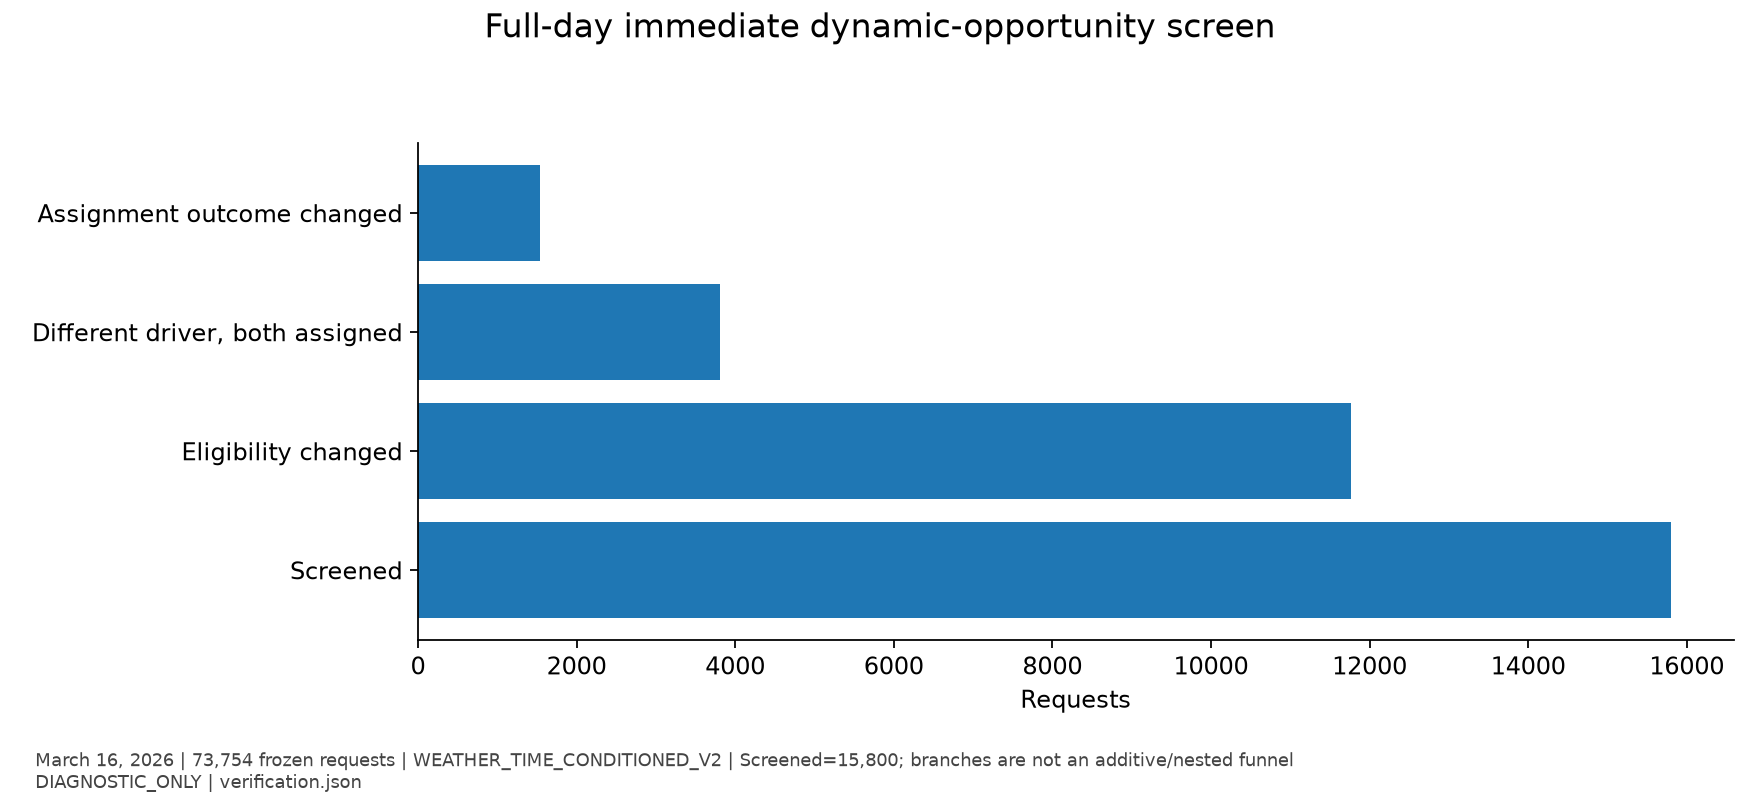 Full-day immediate dynamic-opportunity screen
Assignment outcome changed
Different driver, both assigned
Eligibility changed
Screened
0 2000 4000 6000 8000 10000 12000 14000 16000
Requests
March 16, 2026 | 73,754 frozen requests | WEATHER_TIME_CONDITIONED_V2 | Screened=15,800; branches are not an additive/nested funnel
DIAGNOSTIC_ONLY | verification.json